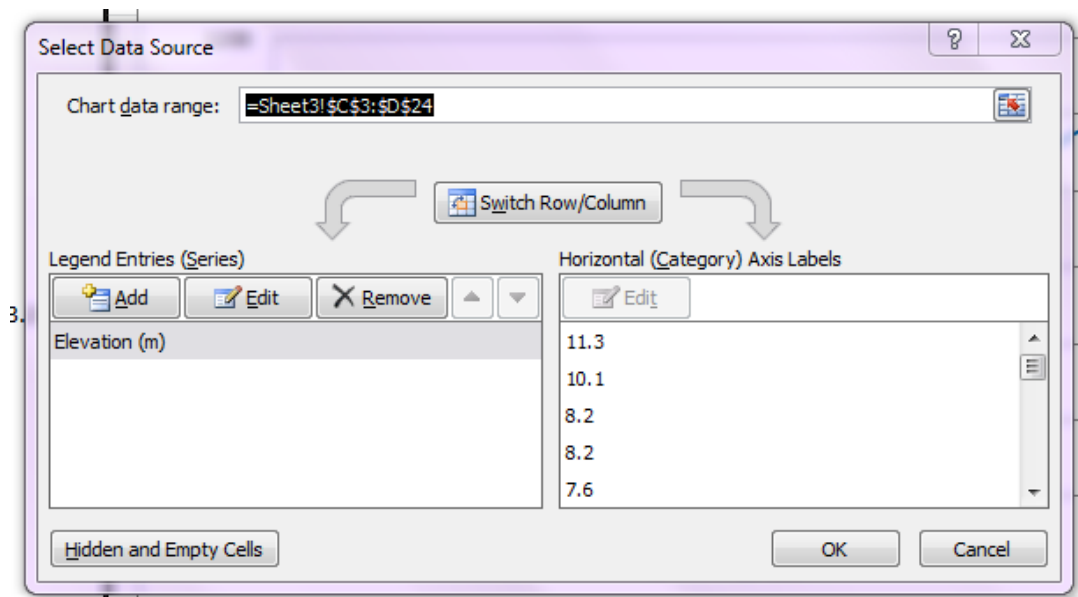 Select Data Source
Chart data range: =Sheet3!$C$3:$D$24
Switch Row/Column
Legend Entries (Series)
Add Edit Remove
Elevation (m)
Horizontal (Category) Axis Labels
Edit
11.3
10.1
8.2
8.2
7.6
3.
Hidden and Empty Cells
OK Cancel